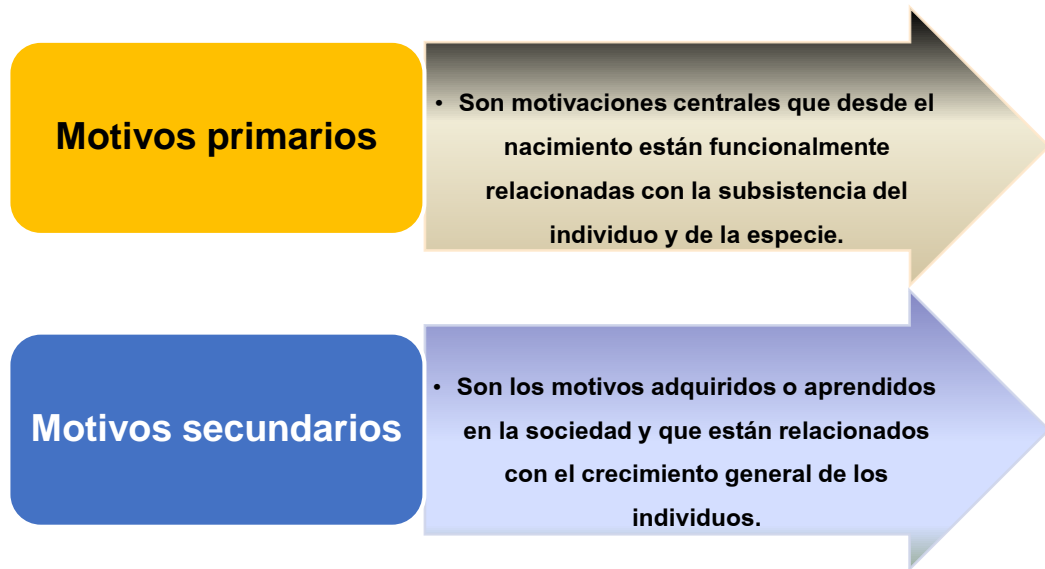 Motivos primarios
• Son motivaciones centrales que desde el
nacimiento están funcionalmente
relacionadas con la subsistencia del
individuo y de la especie.
Motivos secundarios
• Son los motivos adquiridos o aprendidos
en la sociedad y que están relacionados
con el crecimiento general de los
individuos.